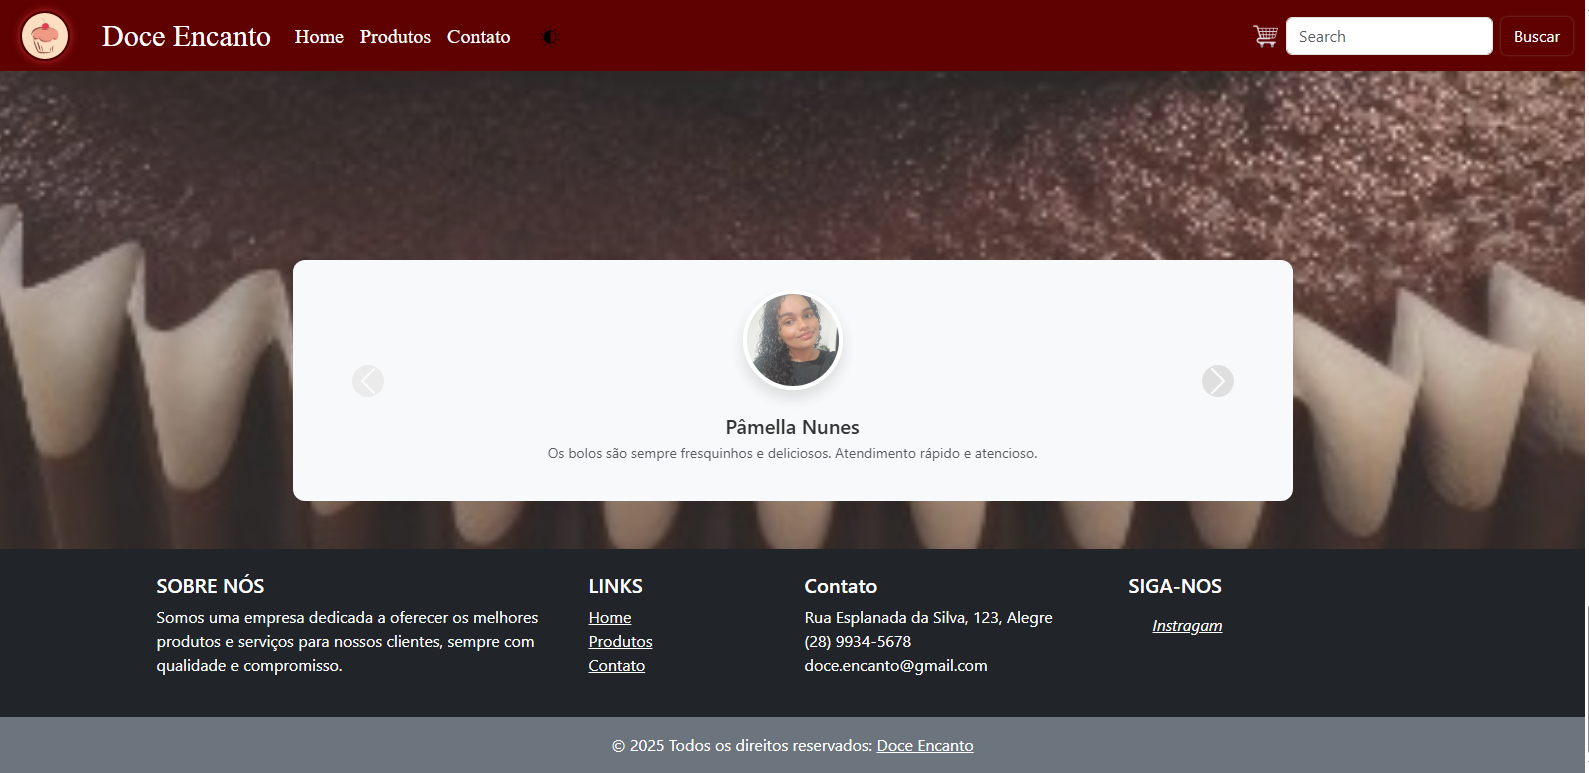 Doce Encanto Home Produtos Contato Search Buscar
Pâmella Nunes
Os bolos são sempre fresquinhos e deliciosos. Atendimento rápido e atencioso.
SOBRE NÓS
Somos uma empresa dedicada a oferecer os melhores
produtos e serviços para nossos clientes, sempre com
qualidade e compromisso.
LINKS
Home
Produtos
Contato
Contato
Rua Esplanada da Silva, 123, Alegre
(28) 9934-5678
doce.encanto@gmail.com
SIGA-NOS
Instragam
© 2025 Todos os direitos reservados: Doce Encanto